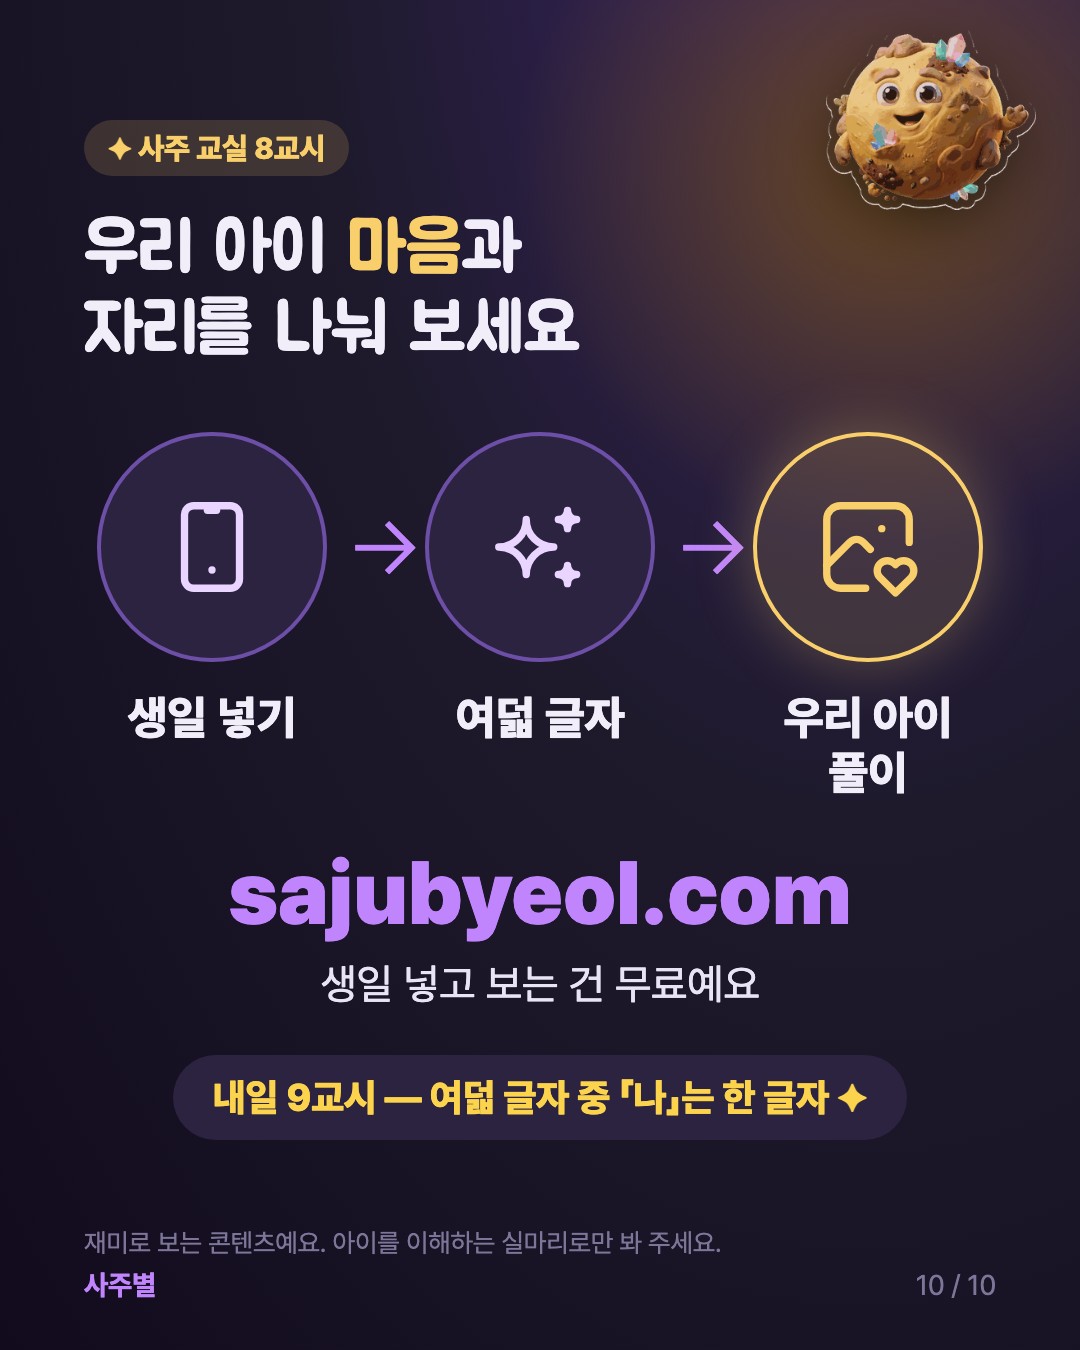 ✦ 사주 교실 8교시
우리 아이 마음과
자리를 나눠 보세요
생일 넣기
여덟 글자
우리 아이
풀이
sajubyeol.com
생일 넣고 보는 건 무료예요
내일 9교시 — 여덟 글자 중 「나」는 한 글자 ✦
재미로 보는 콘텐츠예요. 아이를 이해하는 실마리로만 봐 주세요.
사주별
10 / 10